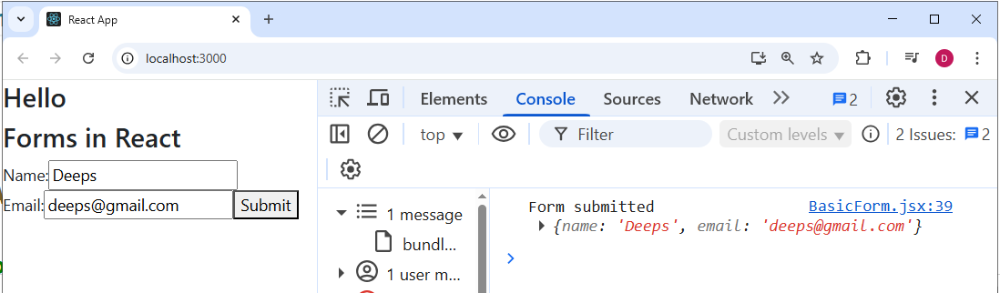 React App
localhost:3000
D
Hello
Forms in React
Name: Deeps
Email: deeps@gmail.com Submit
Elements Console Sources Network 2
top Filter Custom levels 2 Issues: 2
1 message
bundl...
1 user m...
Form submitted BasicForm.jsx:39
{name: 'Deeps', email: 'deeps@gmail.com'}